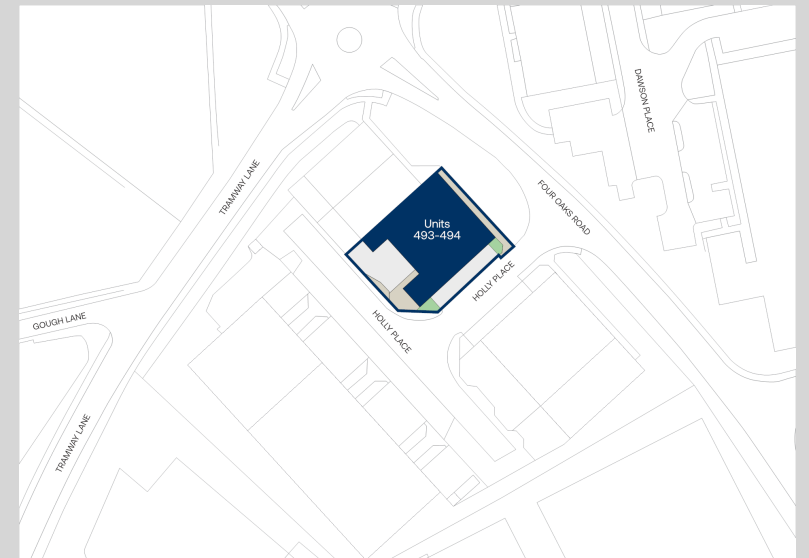 DAWSON PLACE
TRAMWAY LANE
FOUR OAKS ROAD
Units
493-494
HOLLY PLACE
GOUGH LANE
HOLLY PLACE
TRAMWAY LANE